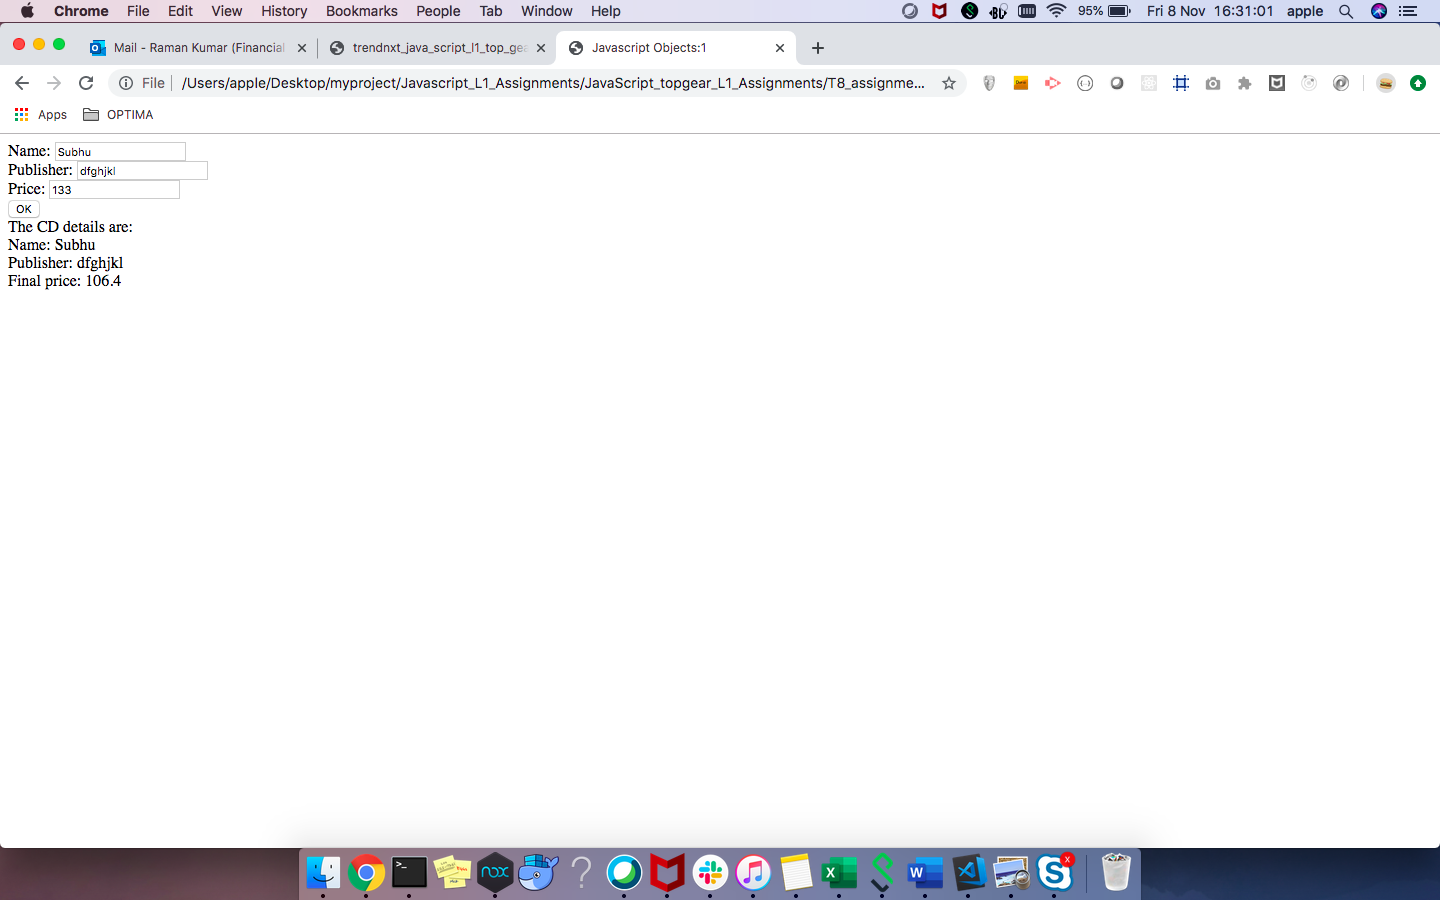 Chrome File Edit View History Bookmarks People Tab Window Help 95% Fri 8 Nov 16:31:01 apple
Mail - Raman Kumar (Financial trendnxt_java_script_l1_top_gea Javascript Objects:1
File /Users/apple/Desktop/myproject/Javascript_L1_Assignments/JavaScript_topgear_L1_Assignments/T8_assignme...
Apps OPTIMA
Name: Subhu
Publisher: dfghjkl
Price: 133
OK
The CD details are:
Name: Subhu
Publisher: dfghjkl
Final price: 106.4